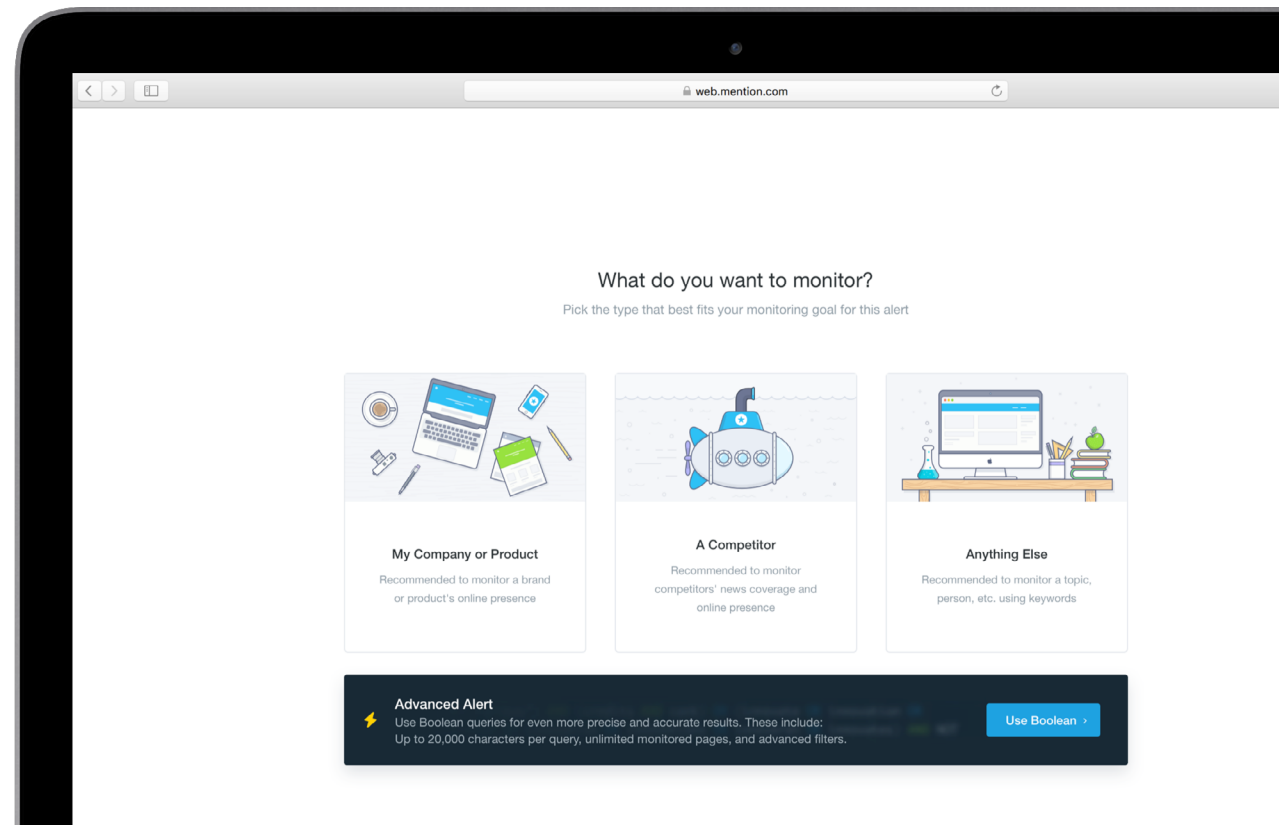 web.mention.com
What do you want to monitor?
Pick the type that best fits your monitoring goal for this alert
My Company or Product
Recommended to monitor a brand
or product's online presence
A Competitor
Recommended to monitor
competitors' news coverage and
online presence
Anything Else
Recommended to monitor a topic,
person, etc. using keywords
Advanced Alert
Use Boolean queries for even more precise and accurate results. These include:
Up to 20,000 characters per query, unlimited monitored pages, and advanced filters.
Use Boolean ›